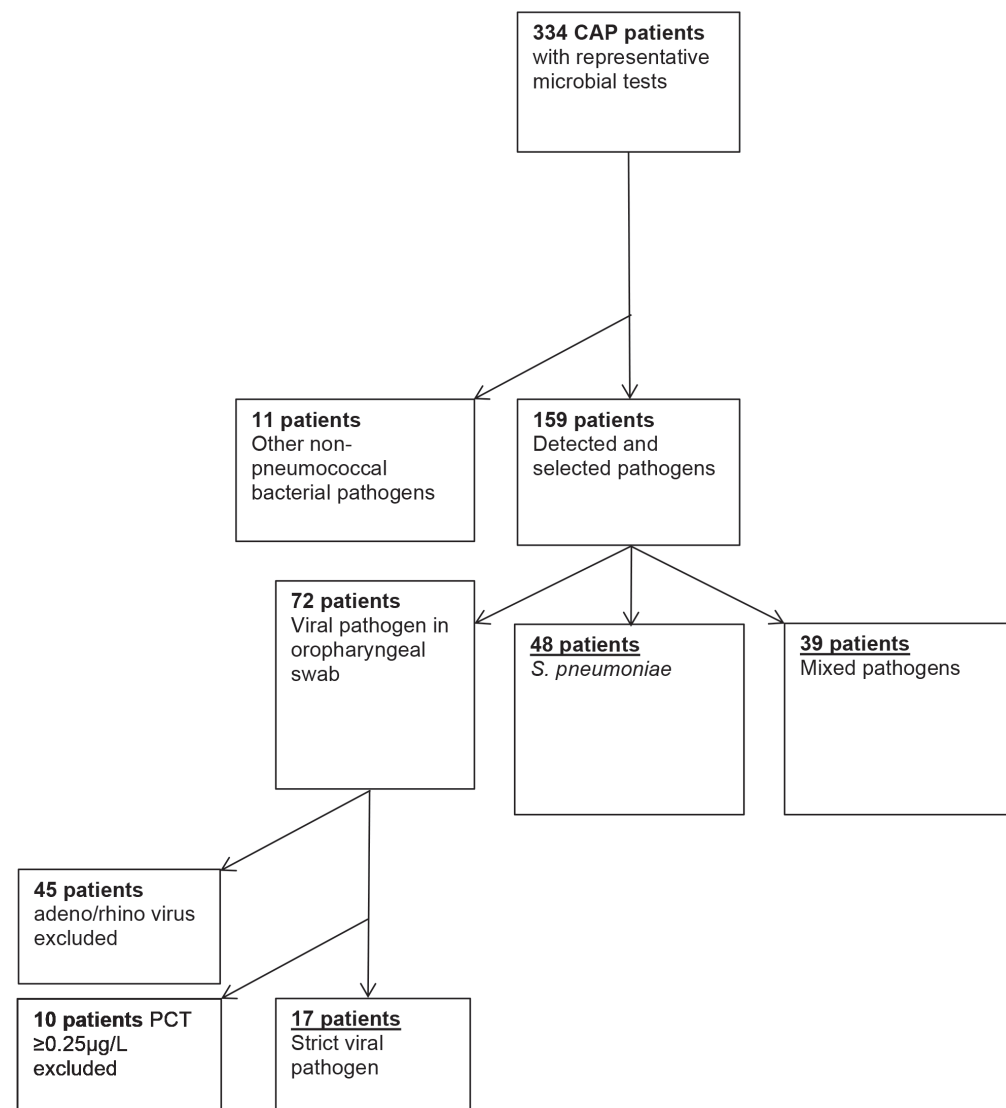 334 CAP patients
with representative
microbial tests
11 patients
Other non-
pneumococcal
bacterial pathogens
159 patients
Detected and
selected pathogens
72 patients
Viral pathogen in
oropharyngeal
swab
48 patients
S. pneumoniae
39 patients
Mixed pathogens
45 patients
adeno/rhino virus
excluded
10 patients PCT
≥0.25µg/L
excluded
17 patients
Strict viral
pathogen